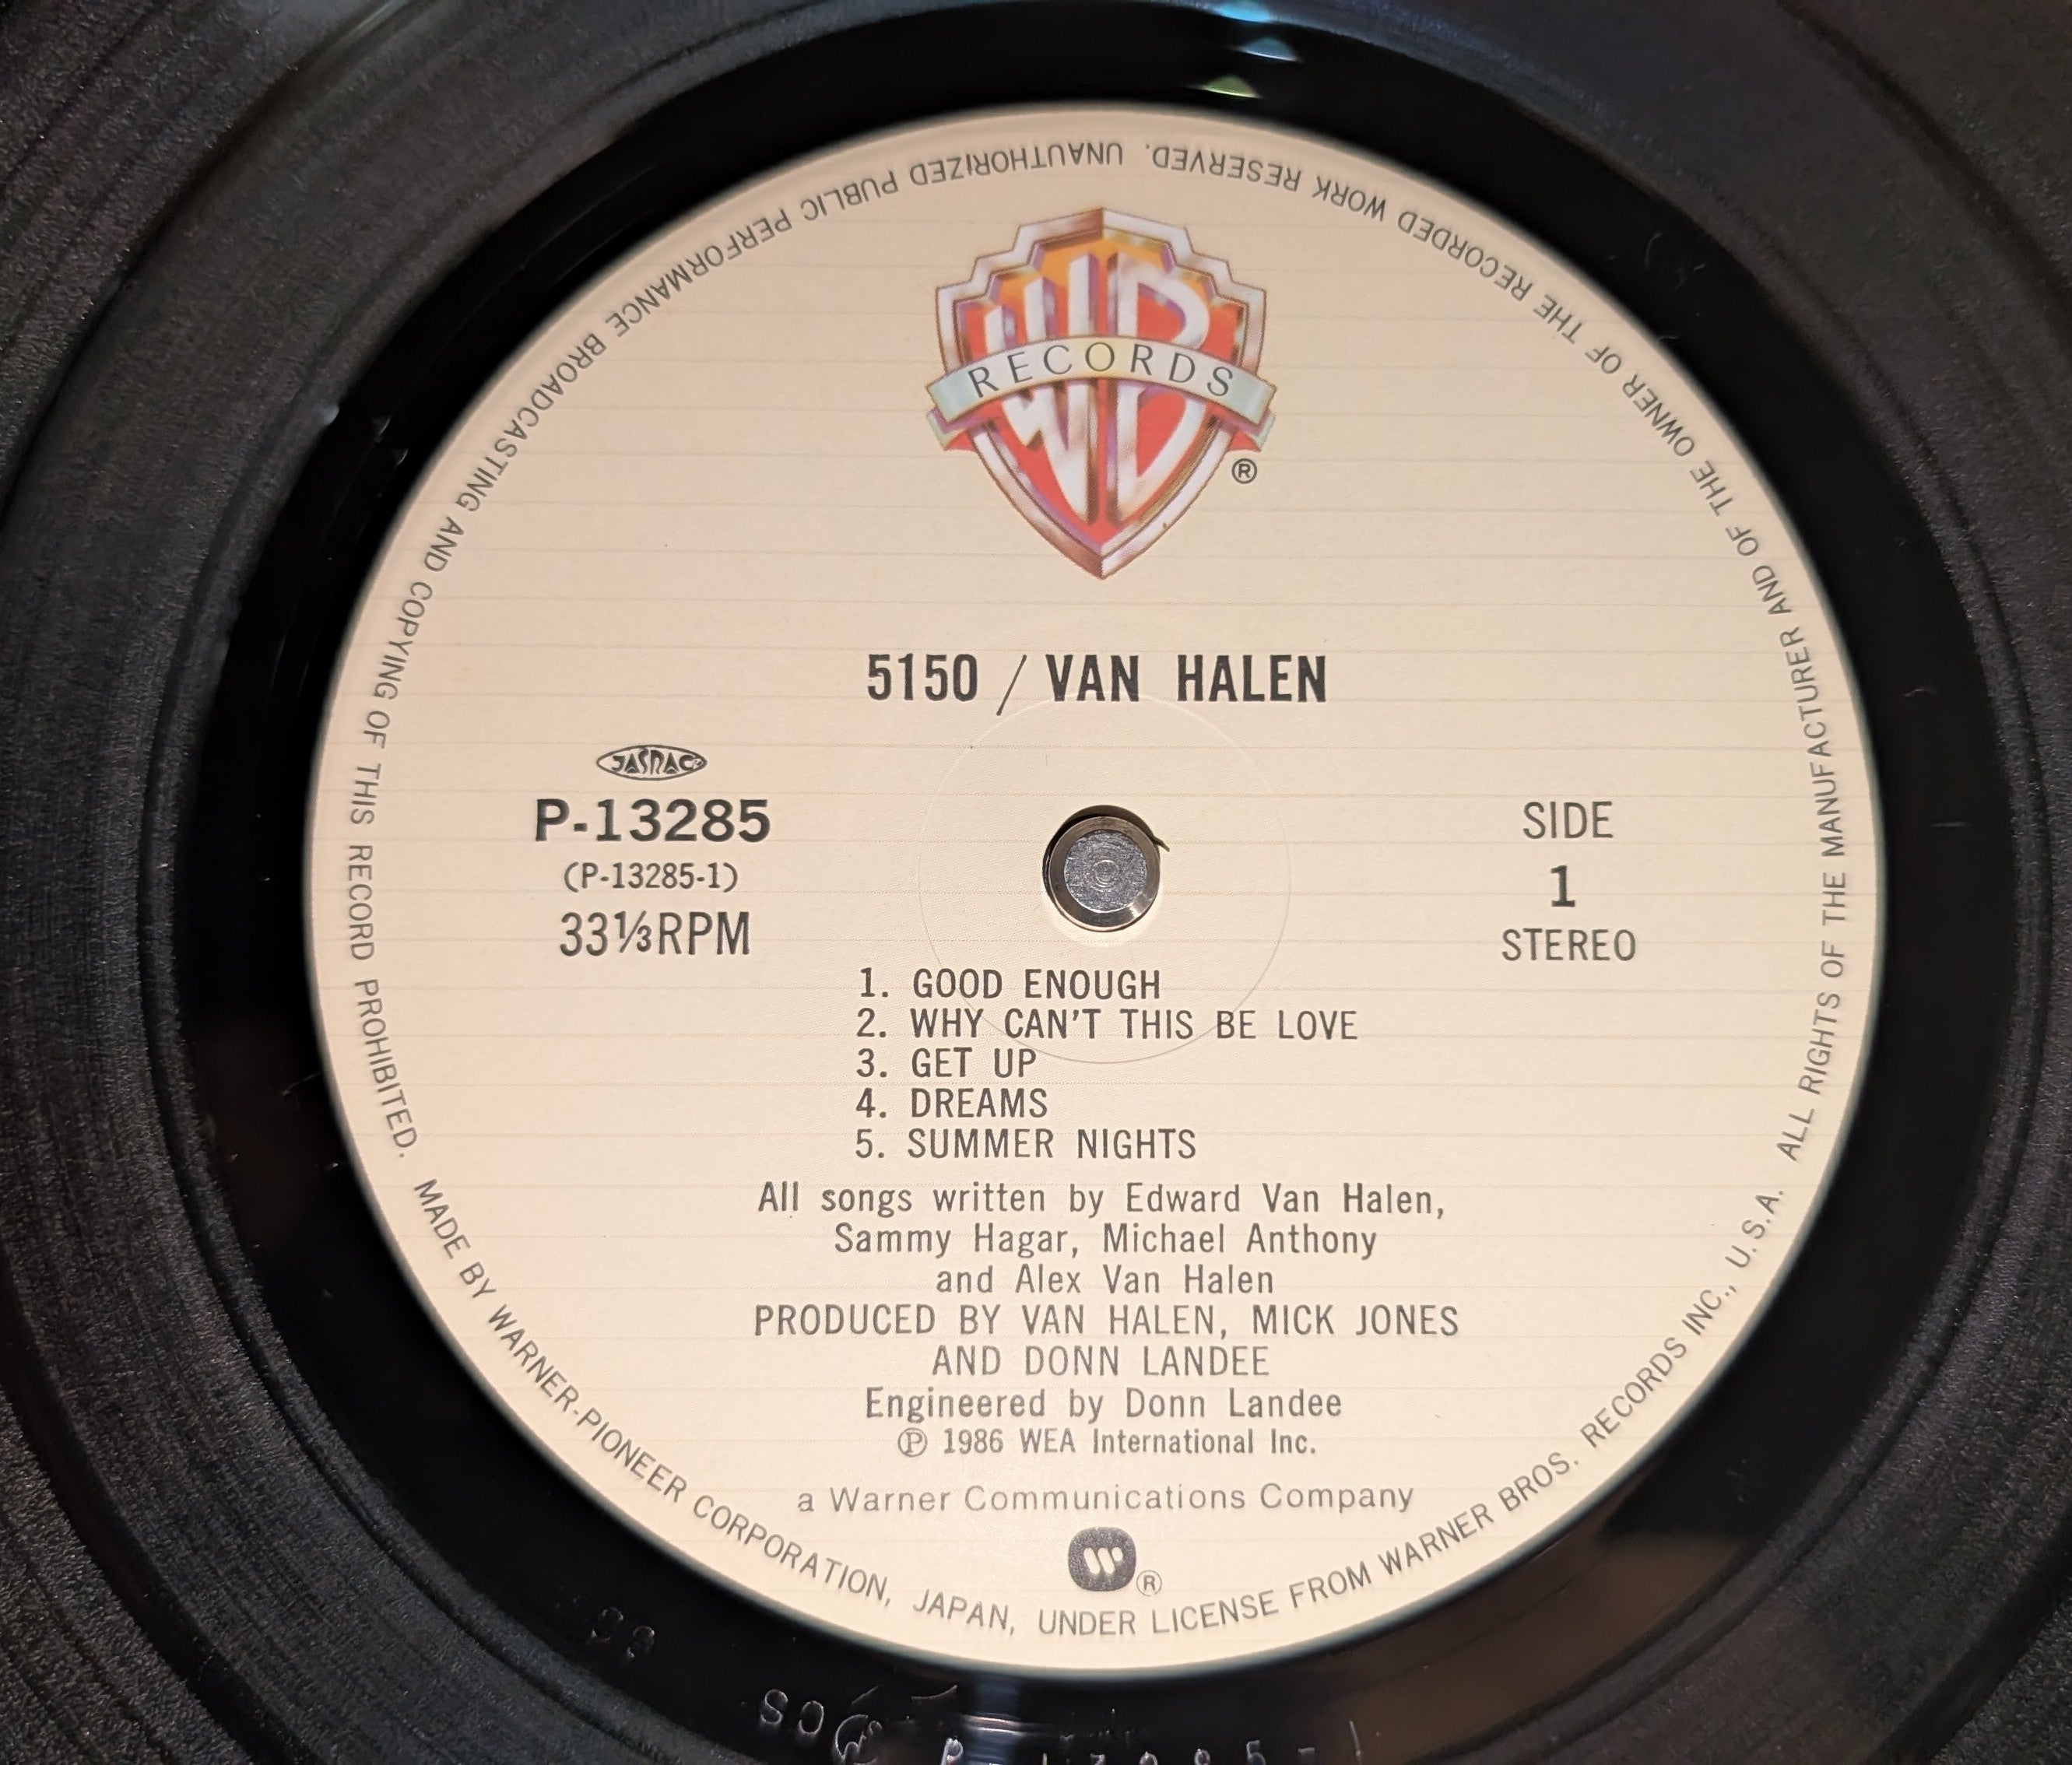 WB
RECORDS
®
5150 / VAN HALEN
JASRAC
P-13285
(P-13285-1)
33⅓RPM
SIDE
1
STEREO
1. GOOD ENOUGH
2. WHY CAN'T THIS BE LOVE
3. GET UP
4. DREAMS
5. SUMMER NIGHTS
All songs written by Edward Van Halen,
Sammy Hagar, Michael Anthony
and Alex Van Halen
PRODUCED BY VAN HALEN, MICK JONES
AND DONN LANDEE
Engineered by Donn Landee
℗ 1986 WEA International Inc.
a Warner Communications Company
®
MADE BY WARNER-PIONEER CORPORATION, JAPAN, UNDER LICENSE FROM WARNER BROS. RECORDS INC., U.S.A. ALL RIGHTS OF THE MANUFACTURER AND OF THE OWNER OF THE RECORDED WORK RESERVED. UNAUTHORIZED PUBLIC PERFORMANCE BROADCASTING AND COPYING OF THIS RECORD PROHIBITED.